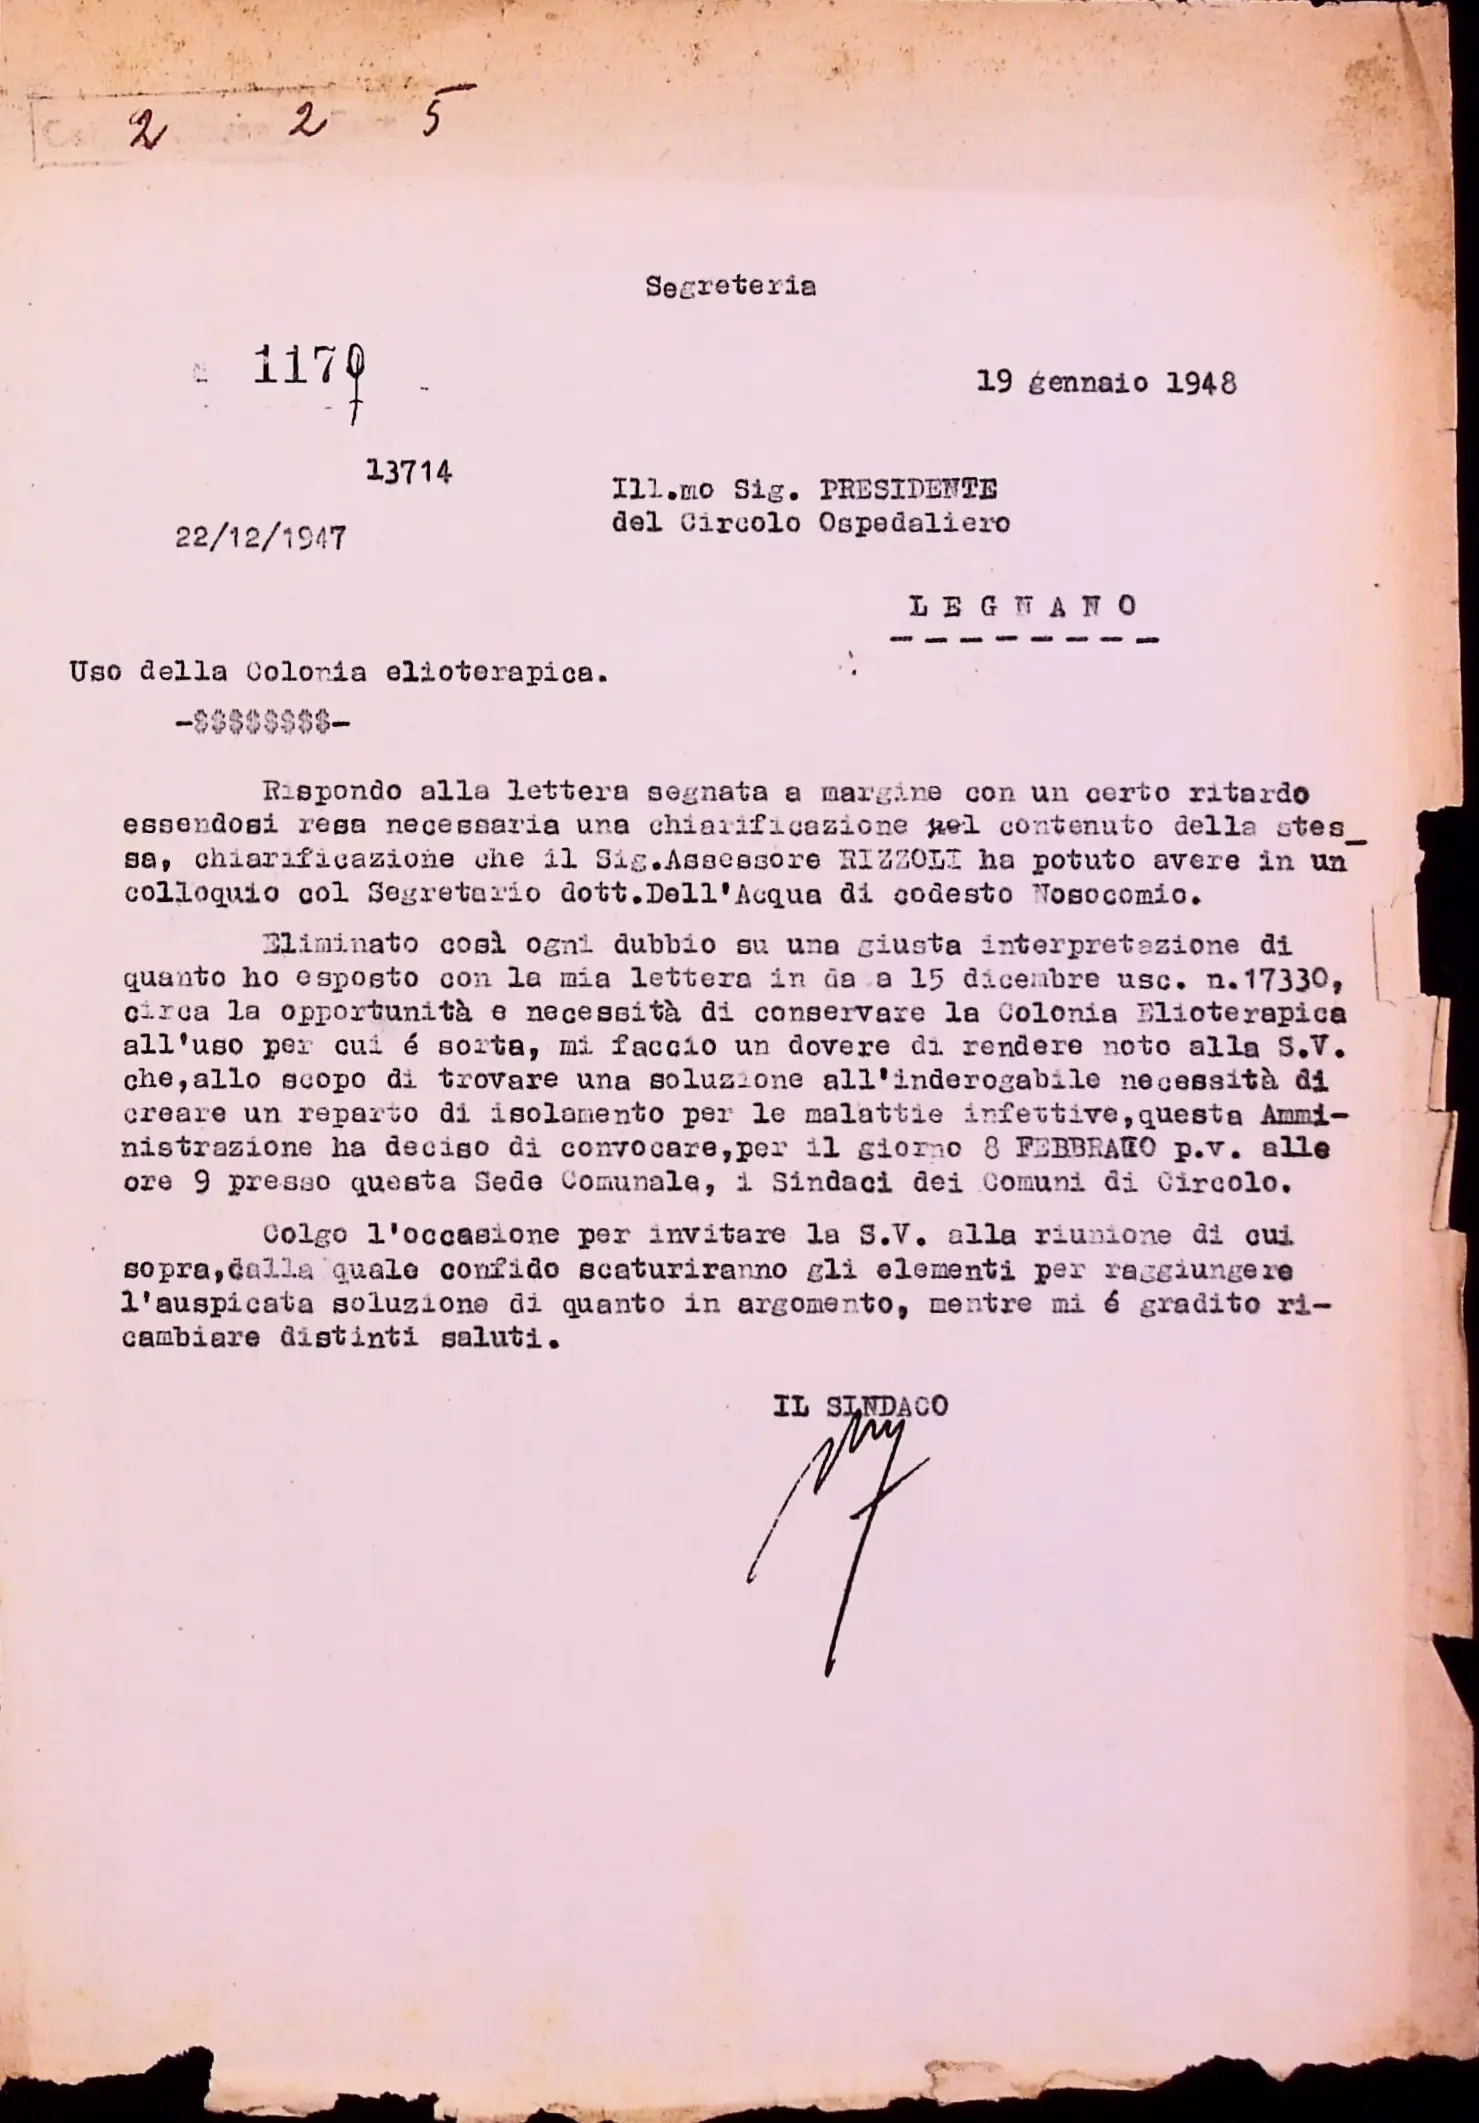 2 2 5
Segreteria
1170
19 gennaio 1948
13714
Ill.mo Sig. PRESIDENTE
del Circolo Ospedaliero
22/12/1947
LEGNANO
Uso della Colonia elioterapica.
-$$$$$$$$-
Rispondo alla lettera segnata a margine con un certo ritardo
essendosi resa necessaria una chiarificazione nel contenuto della stes_
sa, chiarificazione che il Sig.Assessore RIZZOLI ha potuto avere in un
colloquio col Segretario dott.Dell'Acqua di codesto Nosocomio.
Eliminato così ogni dubbio su una giusta interpretazione di
quanto ho esposto con la mia lettera in da a 15 dicembre usc. n.17330,
circa la opportunità e necessità di conservare la Colonia Elioterapica
all'uso per cui é sorta, mi faccio un dovere di rendere noto alla S.V.
che,allo scopo di trovare una soluzione all'inderogabile necessità di
creare un reparto di isolamento per le malattie infettive,questa Ammi-
nistrazione ha deciso di convocare,per il giorno 8 FEBBRAIO p.v. alle
ore 9 presso questa Sede Comunale, i Sindaci dei Comuni di Circolo.
Colgo l'occasione per invitare la S.V. alla riunione di cui
sopra,dalla quale confido scaturiranno gli elementi per raggiungere
l'auspicata soluzione di quanto in argomento, mentre mi é gradito ri-
cambiare distinti saluti.
IL SINDACO